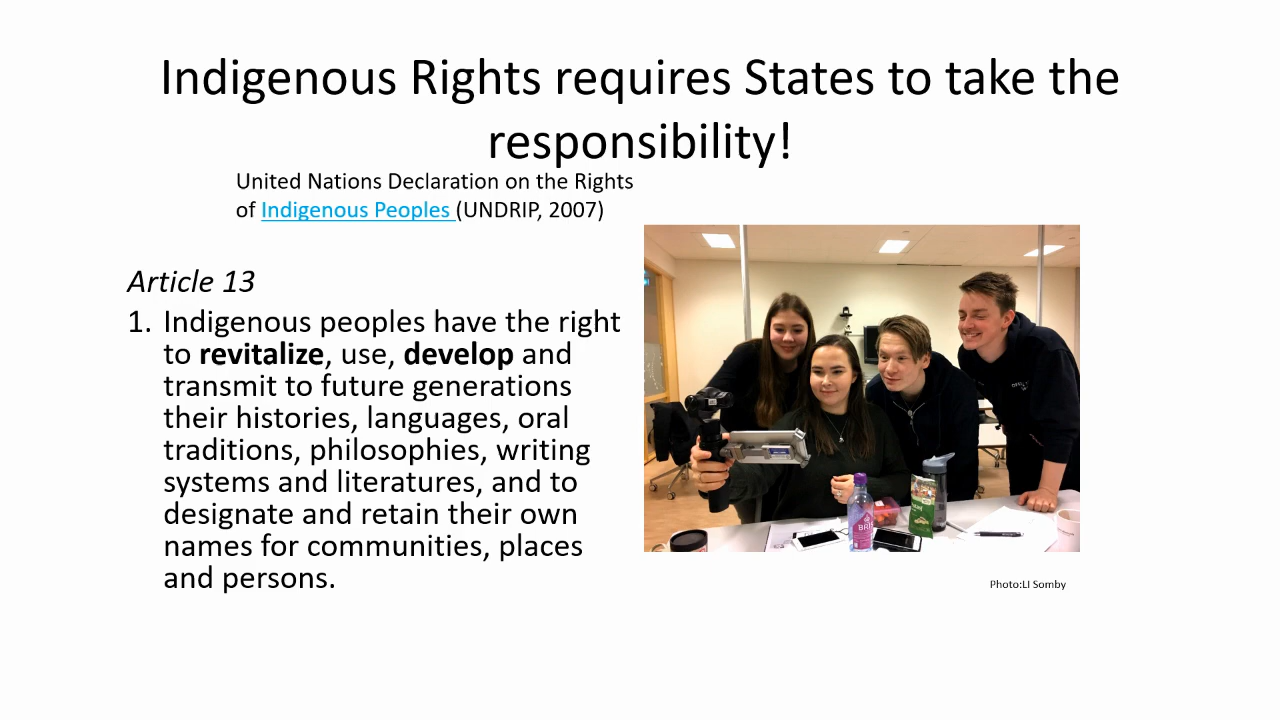 Indigenous Rights requires States to take the
responsibility!
United Nations Declaration on the Rights
of Indigenous Peoples (UNDRIP, 2007)
Article 13
1. Indigenous peoples have the right
to revitalize, use, develop and
transmit to future generations
their histories, languages, oral
traditions, philosophies, writing
systems and literatures, and to
designate and retain their own
names for communities, places
and persons.
Photo:LI Somby